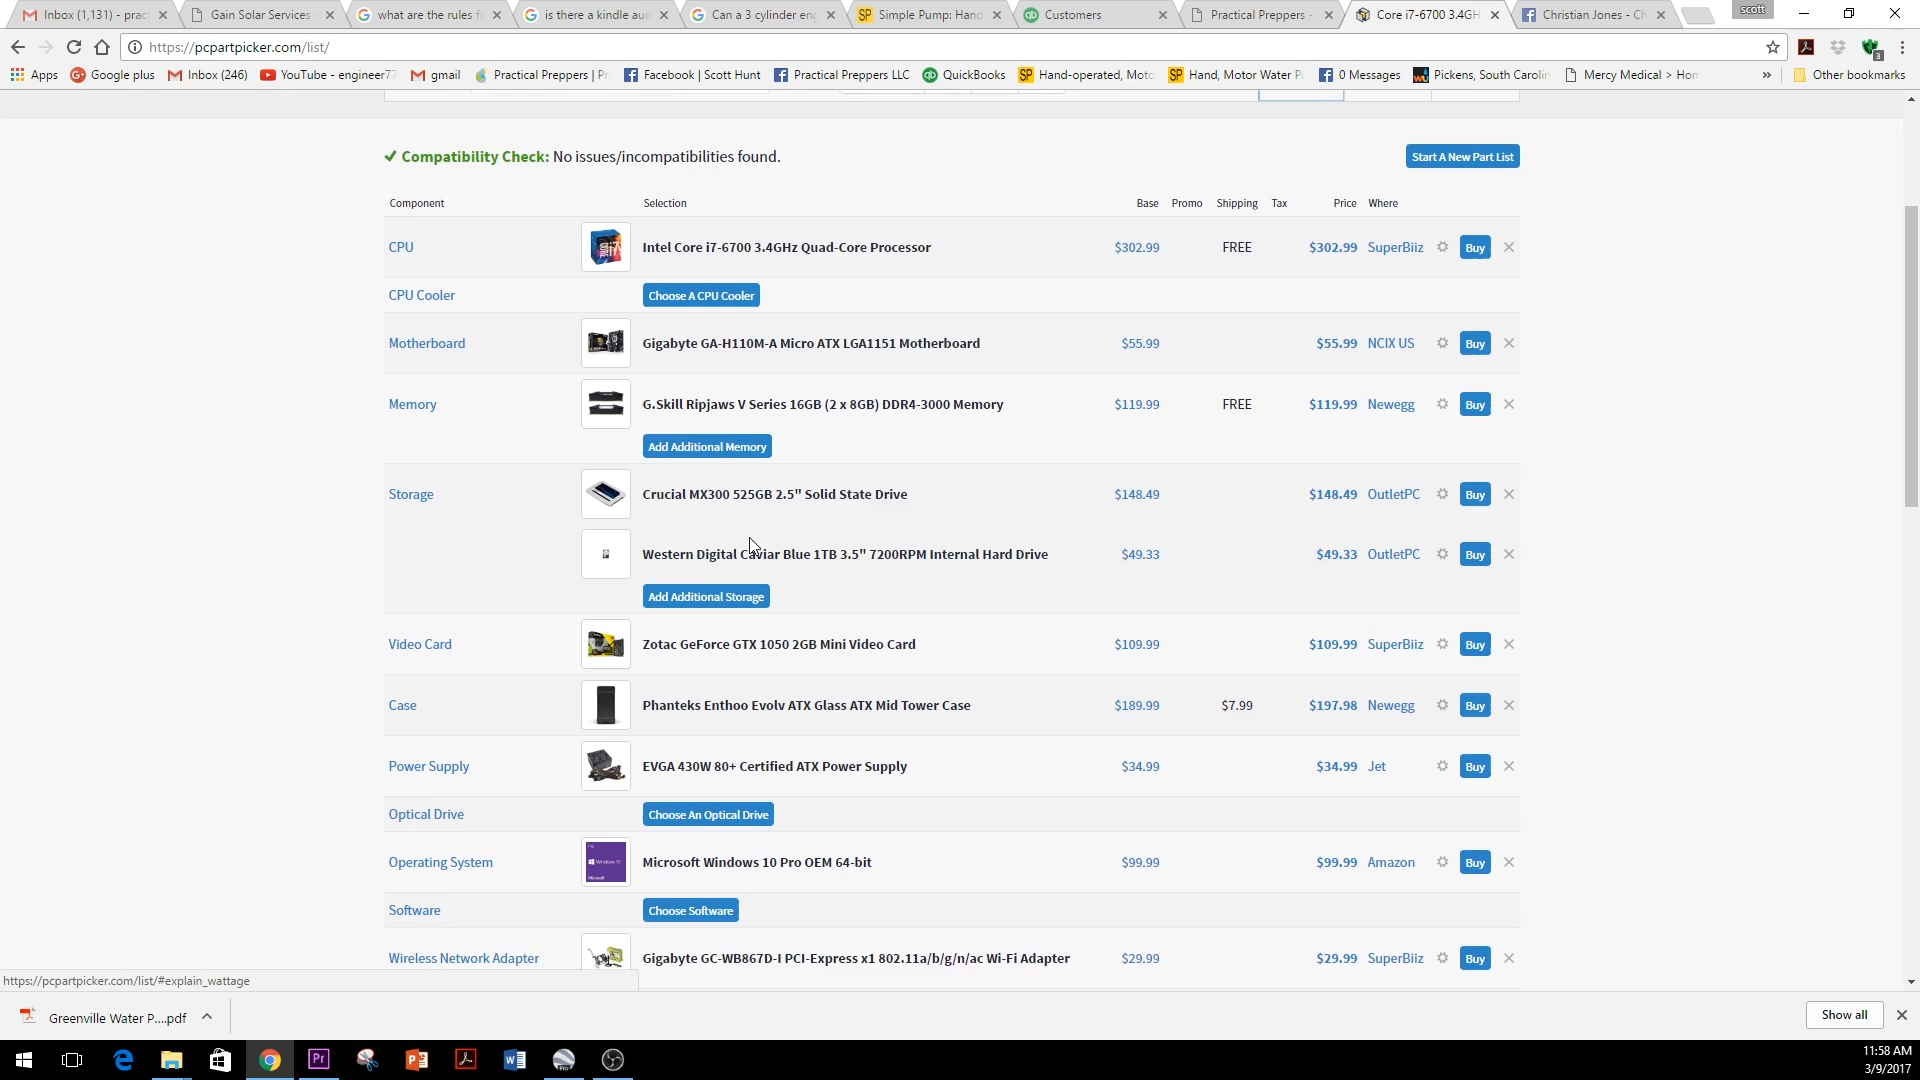 Inbox (1,131) - prac
Gain Solar Services -
what are the rules fo
is there a kindle aud
Can a 3 cylinder eng
Simple Pump: Hand
Customers
Practical Preppers -
Core i7-6700 3.4GH
Christian Jones - Ch
scott
https://pcpartpicker.com/list/
3
Apps
Google plus
Inbox (246)
YouTube - engineer77
gmail
Practical Preppers | Pr
Facebook | Scott Hunt
Practical Preppers LLC
QuickBooks
Hand-operated, Moto
Hand, Motor Water Pu
0 Messages
Pickens, South Carolin
Mercy Medical > Hom
»
Other bookmarks
Compatibility Check: No issues/incompatibilities found.
Start A New Part List
Component Selection Base Promo Shipping Tax Price Where
CPU Intel Core i7-6700 3.4GHz Quad-Core Processor $302.99 FREE $302.99 SuperBiiz Buy
CPU Cooler Choose A CPU Cooler
Motherboard Gigabyte GA-H110M-A Micro ATX LGA1151 Motherboard $55.99 $55.99 NCIX US Buy
Memory G.Skill Ripjaws V Series 16GB (2 x 8GB) DDR4-3000 Memory $119.99 FREE $119.99 Newegg Buy
Add Additional Memory
Storage Crucial MX300 525GB 2.5" Solid State Drive $148.49 $148.49 OutletPC Buy
Western Digital Caviar Blue 1TB 3.5" 7200RPM Internal Hard Drive $49.33 $49.33 OutletPC Buy
Add Additional Storage
Video Card Zotac GeForce GTX 1050 2GB Mini Video Card $109.99 $109.99 SuperBiiz Buy
Case Phanteks Enthoo Evolv ATX Glass ATX Mid Tower Case $189.99 $7.99 $197.98 Newegg Buy
Power Supply EVGA 430W 80+ Certified ATX Power Supply $34.99 $34.99 Jet Buy
Optical Drive Choose An Optical Drive
Operating System Microsoft Windows 10 Pro OEM 64-bit $99.99 $99.99 Amazon Buy
Software Choose Software
Wireless Network Adapter Gigabyte GC-WB867D-I PCI-Express x1 802.11a/b/g/n/ac Wi-Fi Adapter $29.99 $29.99 SuperBiiz Buy
https://pcpartpicker.com/list/#explain_wattage
Greenville Water P....pdf
Show all
11:58 AM
3/9/2017